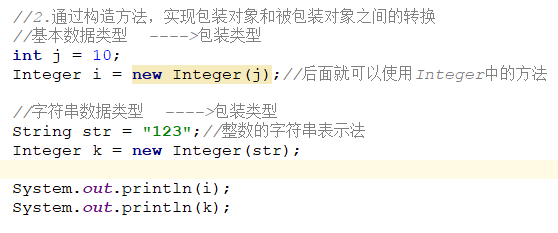 //2.通过构造方法，实现包装对象和被包装对象之间的转换
//基本数据类型  ---->包装类型
int j = 10;
Integer i = new Integer(j);//后面就可以使用Integer中的方法
//字符串数据类型  ---->包装类型
String str = "123";//整数的字符串表示法
Integer k = new Integer(str);
System.out.println(i);
System.out.println(k);